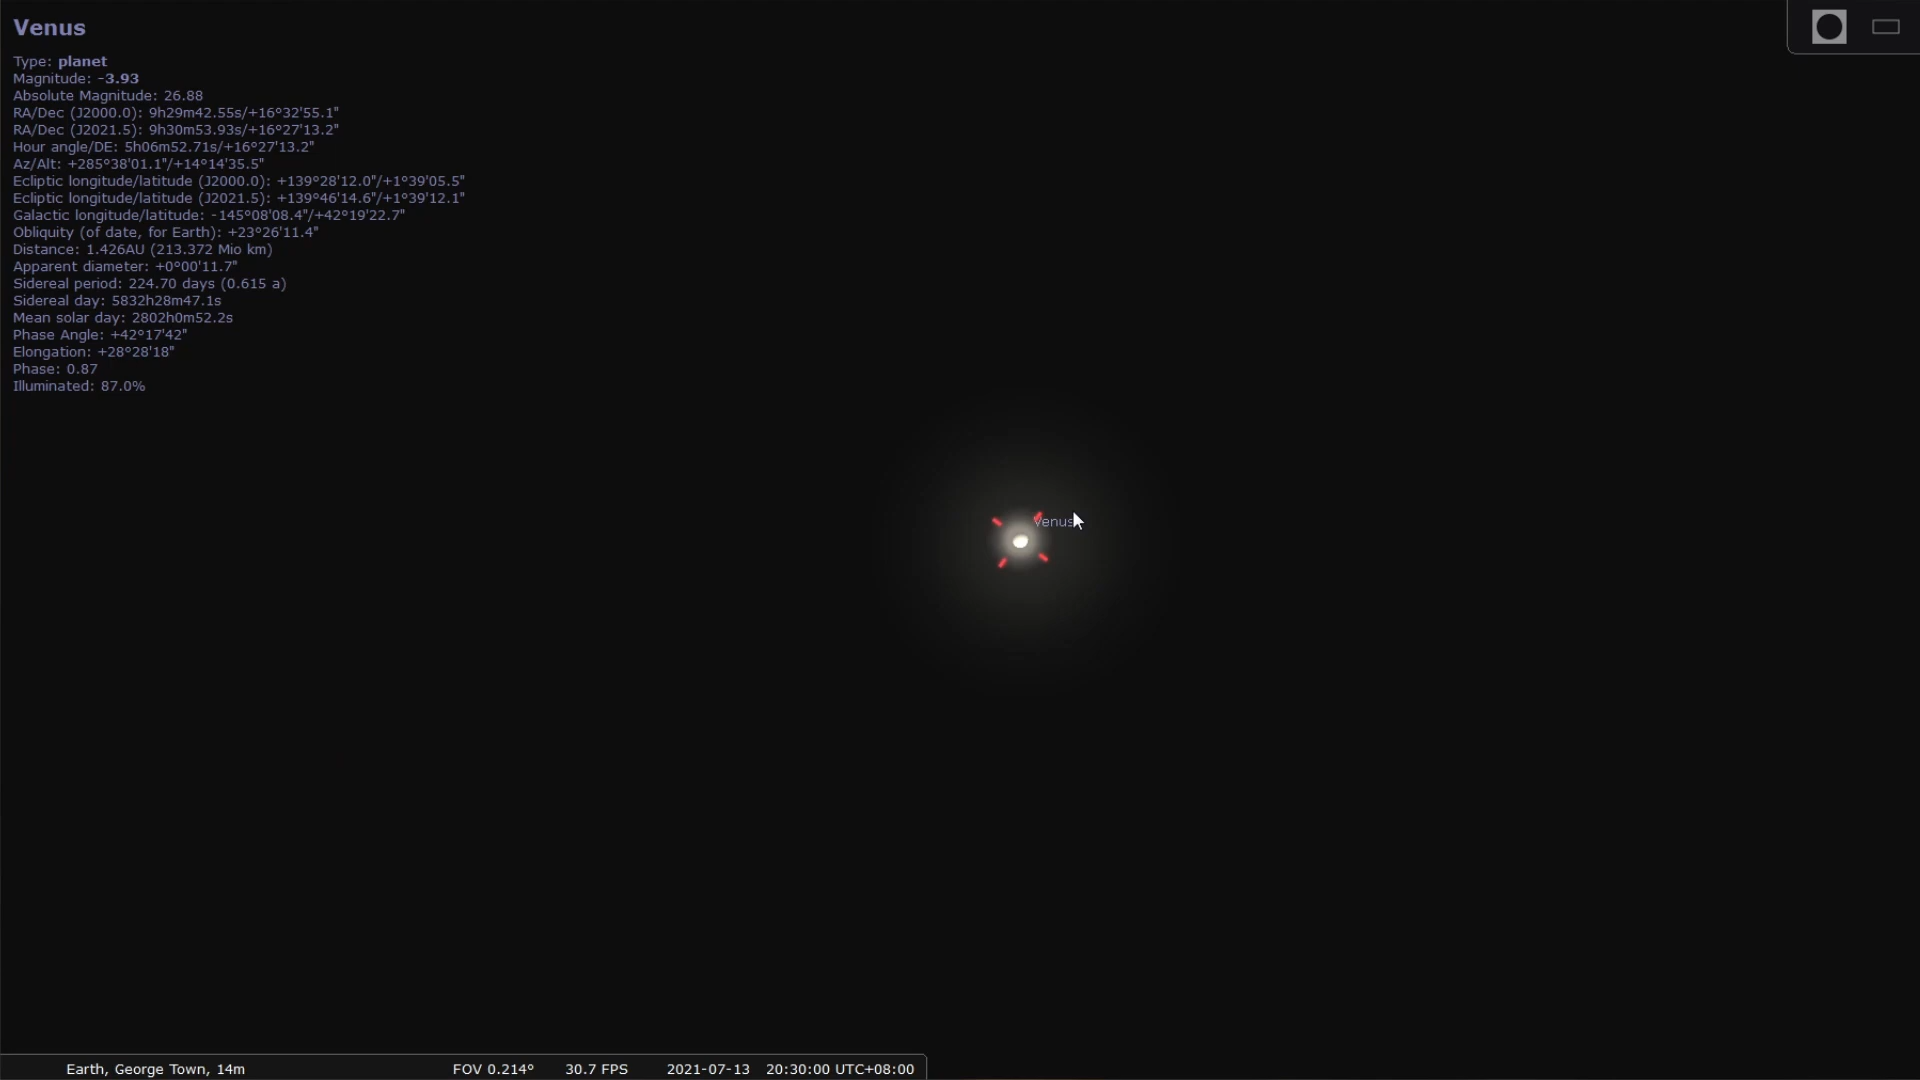 Venus
Type: planet
Magnitude: -3.93
Absolute Magnitude: 26.88
RA/Dec (J2000.0): 9h29m42.55s/+16°32'55.1"
RA/Dec (J2021.5): 9h30m53.93s/+16°27'13.2"
Hour angle/DE: 5h06m52.71s/+16°27'13.2"
Az/Alt: +285°38'01.1"/+14°14'35.5"
Ecliptic longitude/latitude (J2000.0): +139°28'12.0"/+1°39'05.5"
Ecliptic longitude/latitude (J2021.5): +139°46'14.6"/+1°39'12.1"
Galactic longitude/latitude: -145°08'08.4"/+42°19'22.7"
Obliquity (of date, for Earth): +23°26'11.4"
Distance: 1.426AU (213.372 Mio km)
Apparent diameter: +0°00'11.7"
Sidereal period: 224.70 days (0.615 a)
Sidereal day: 5832h28m47.1s
Mean solar day: 2802h0m52.2s
Phase Angle: +42°17'42"
Elongation: +28°28'18"
Phase: 0.87
Illuminated: 87.0%
Venus
Earth, George Town, 14m FOV 0.214° 30.7 FPS 2021-07-13 20:30:00 UTC+08:00